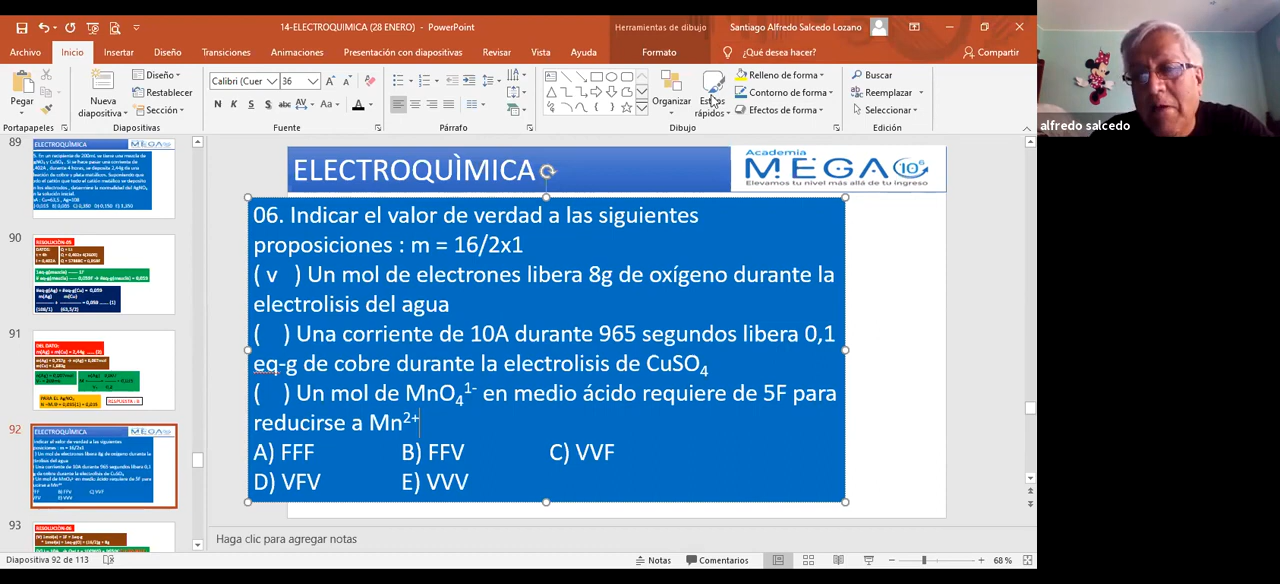 14-ELECTROQUIMICA (28 ENERO) - PowerPoint
Herramientas de dibujo
Santiago Alfredo Salcedo Lozano
Archivo Inicio Insertar Diseño Transiciones Animaciones Presentación con diapositivas Revisar Vista Ayuda Formato ¿Qué desea hacer? Compartir
Pegar
Nueva diapositiva
Diseño
Restablecer
Sección
Calibri (Cuer 36
N K S S abc AV Aa A
Organizar
Estilos rápidos
Relleno de forma
Contorno de forma
Efectos de forma
Buscar
Reemplazar
Seleccionar
Portapapeles Diapositivas Fuente Párrafo Dibujo Edición
alfredo salcedo
89
90
91
92
93
ELECTROQUÌMICA
Academia
MEGA 10⁶
Elevamos tu nivel más allá de tu ingreso
06. Indicar el valor de verdad a las siguientes
proposiciones : m = 16/2x1
( v ) Un mol de electrones libera 8g de oxígeno durante la
electrolisis del agua
( ) Una corriente de 10A durante 965 segundos libera 0,1
eq-g de cobre durante la electrolisis de CuSO₄
( ) Un mol de MnO₄¹⁻ en medio ácido requiere de 5F para
reducirse a Mn²⁺
A) FFF B) FFV C) VVF
D) VFV E) VVV
Haga clic para agregar notas
Diapositiva 92 de 113 Notas Comentarios 68 %